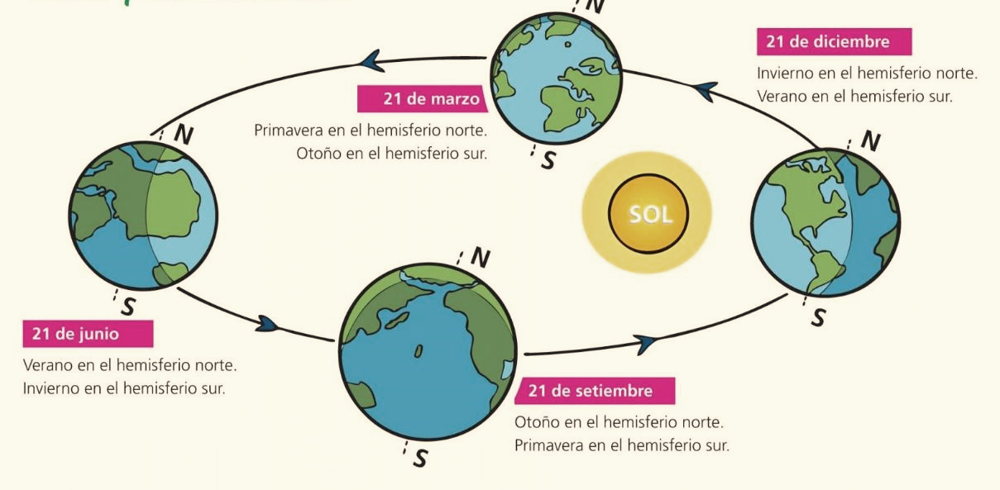 N
21 de diciembre
Invierno en el hemisferio norte.
Verano en el hemisferio sur.
21 de marzo
Primavera en el hemisferio norte.
Otoño en el hemisferio sur.
S
N
N
SOL
S
S
N
21 de junio
Verano en el hemisferio norte.
Invierno en el hemisferio sur.
21 de setiembre
Otoño en el hemisferio norte.
Primavera en el hemisferio sur.
S